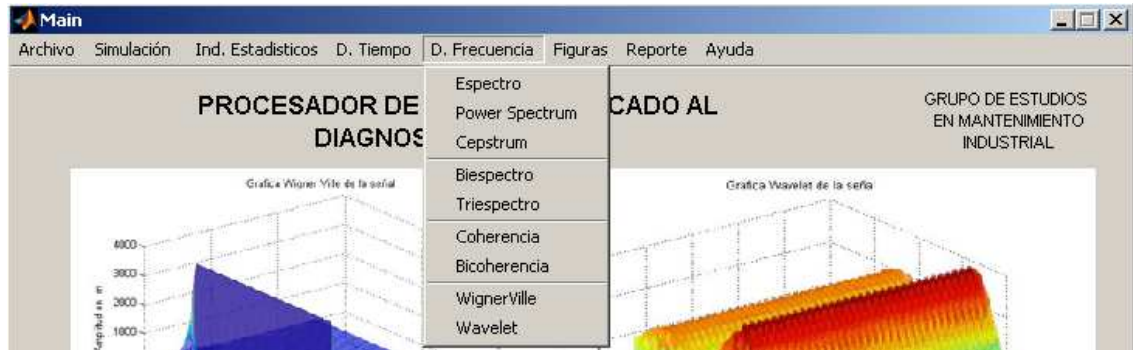 Main
Archivo Simulación Ind. Estadisticos D. Tiempo D. Frecuencia Figuras Reporte Ayuda
Espectro
Power Spectrum
Cepstrum
Biespectro
Triespectro
Coherencia
Bicoherencia
WignerVille
Wavelet
PROCESADOR DE CADO AL
DIAGNOS
GRUPO DE ESTUDIOS
EN MANTENIMIENTO
INDUSTRIAL
Grafica Wigner Ville de la señal
Grafica Wavelet de la seña
4000
3000
2000
1000